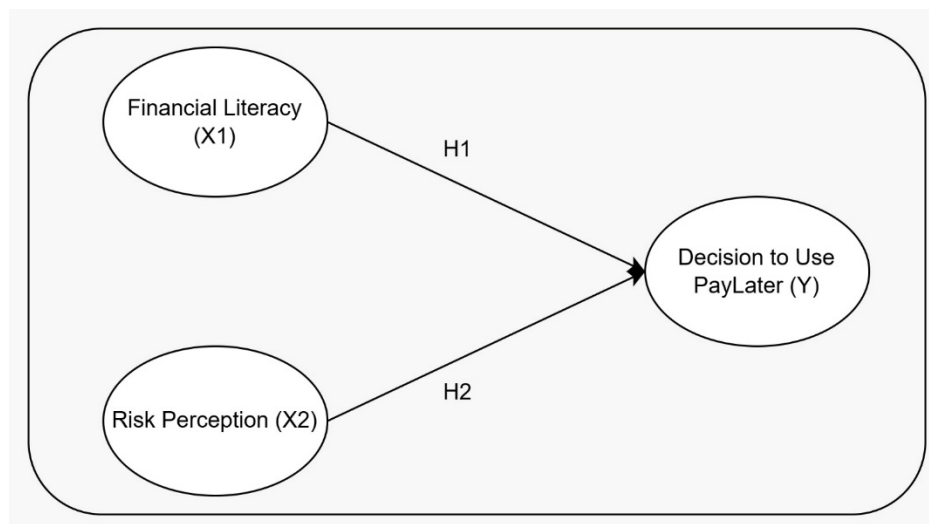 Financial Literacy
(X1)
H1
Decision to Use
PayLater (Y)
H2
Risk Perception (X2)